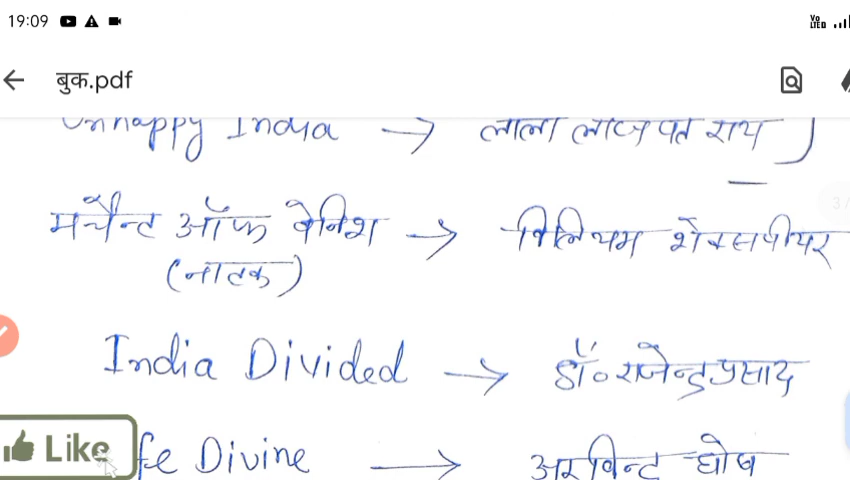 19:09
बुक.pdf
Unhappy India → लाला लाजपत राय
मर्चेन्ट ऑफ वेनिश → विलियम शेक्सपीयर
(नाटक)
India Divided → डॉ० राजेन्द्र प्रसाद
Like
fe Divine → अरविन्द घोष